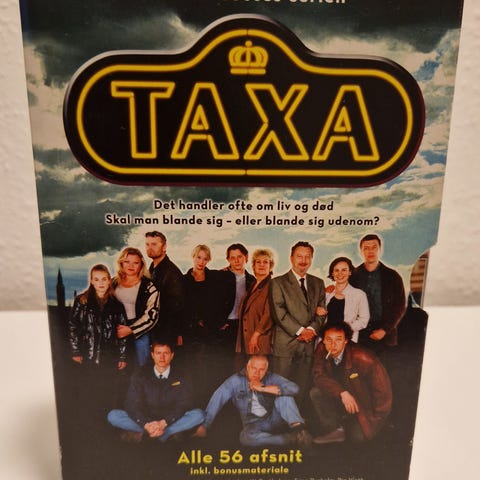 serien
TAXA
Det handler ofte om liv og død
Skal man blande sig - eller blande sig udenom?
Alle 56 afsnit
inkl. bonusmateriale